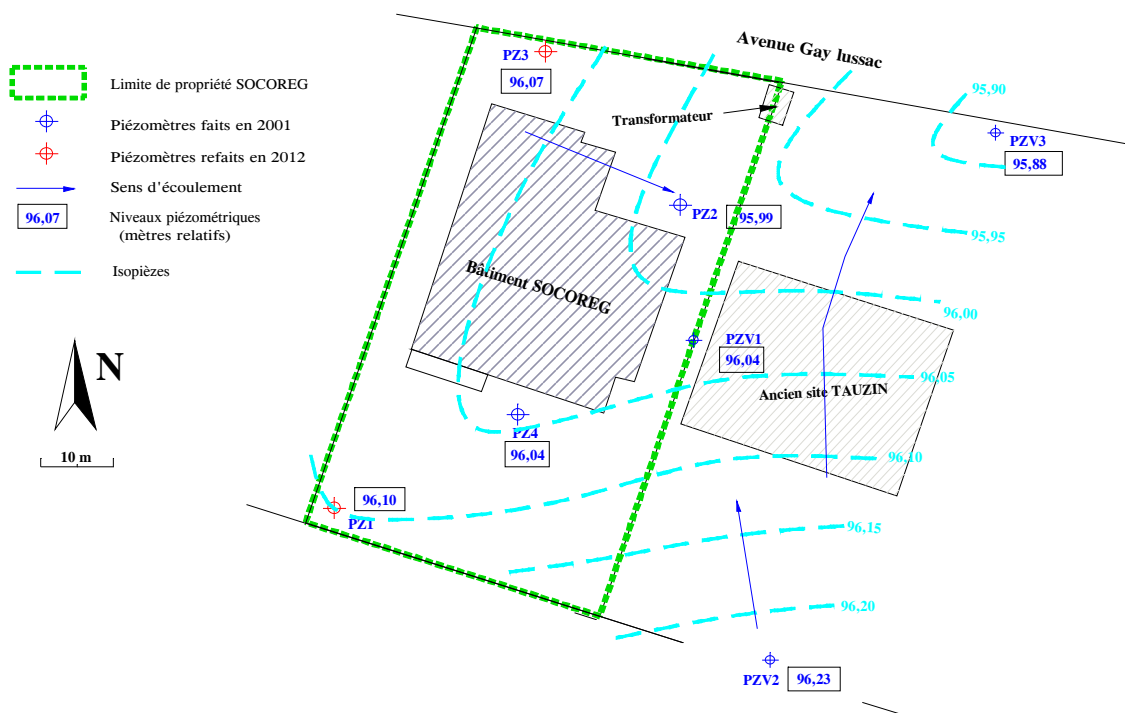 Limite de propriété SOCOREG
Piézomètres faits en 2001
Piézomètres refaits en 2012
Sens d'écoulement
96,07
Niveaux piézométriques
(mètres relatifs)
Isopièzes
N
10 m
Avenue Gay lussac
PZ3
96,07
Transformateur
95,90
PZV3
95,88
PZ2
95,99
95,95
Bâtiment SOCOREG
96,00
PZV1
96,04
96,05
Ancien site TAUZIN
PZ4
96,04
96,10
96,10
PZ1
96,15
96,20
PZV2
96,23